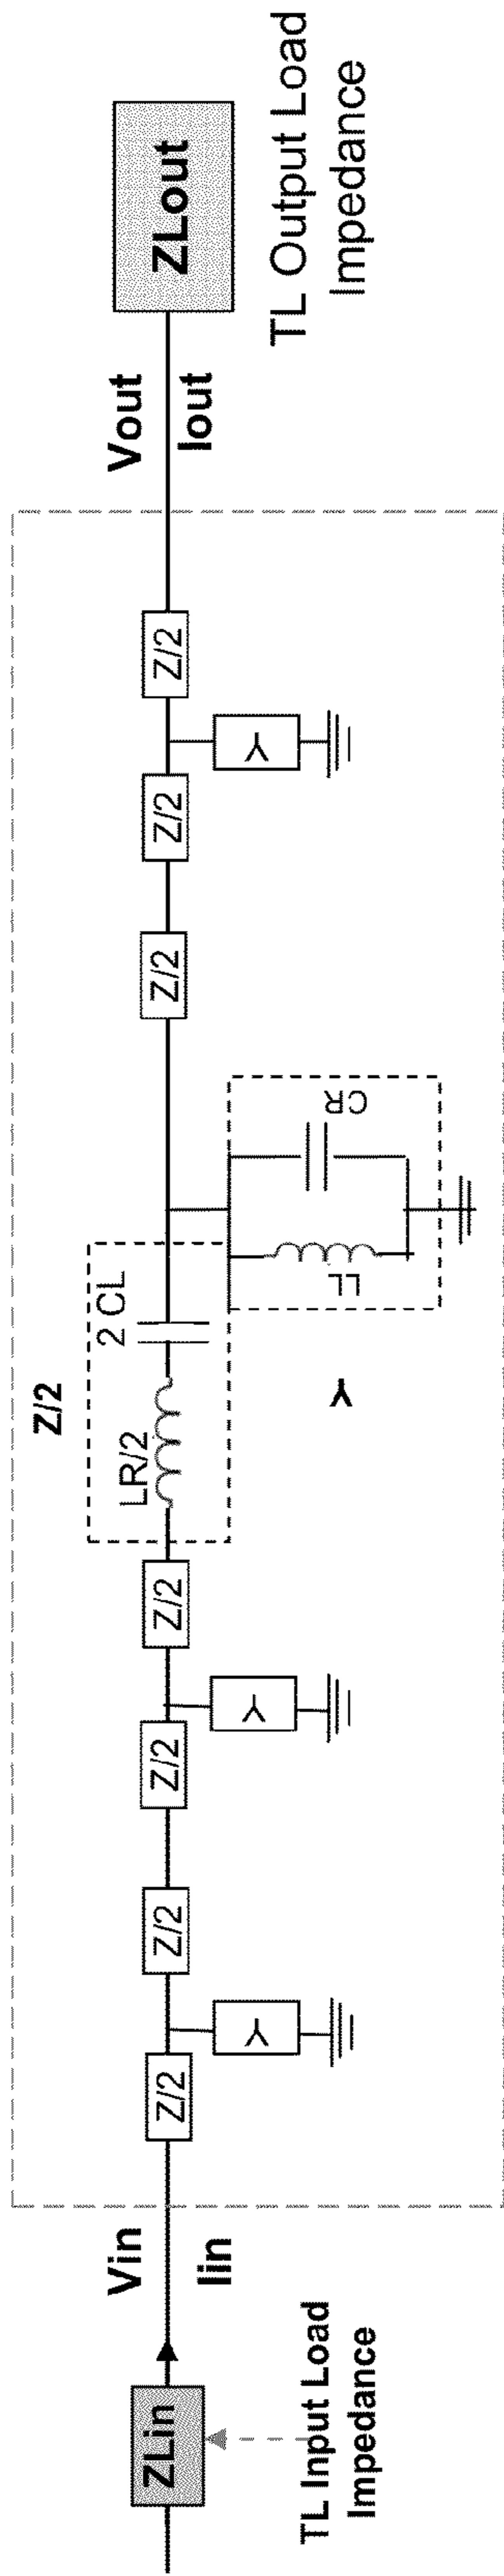 ZLin
TL Input Load
Impedance
Vin
Iin
Z/2
Y
Z/2
Z/2
Y
Z/2
Z/2
LR/2
2 CL
Y
LL
CR
Z/2
Z/2
Y
Z/2
Vout
Iout
ZLout
TL Output Load
Impedance